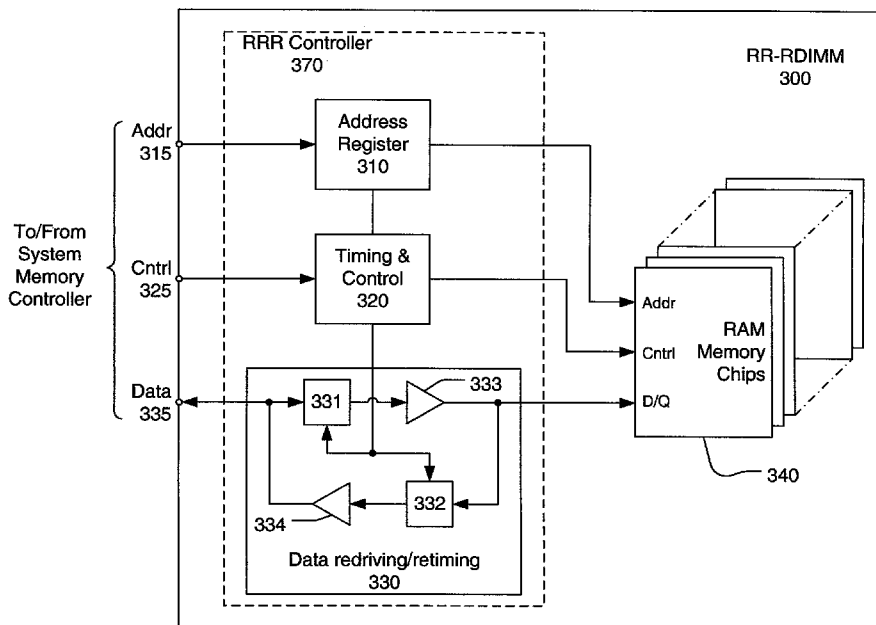 RRR Controller
370
RR-RDIMM
300
Addr
315
Address
Register
310
To/From
System
Memory
Controller
Cntrl
325
Timing &
Control
320
Addr
Cntrl
D/Q
RAM
Memory
Chips
340
Data
335
331
333
332
334
Data redriving/retiming
330